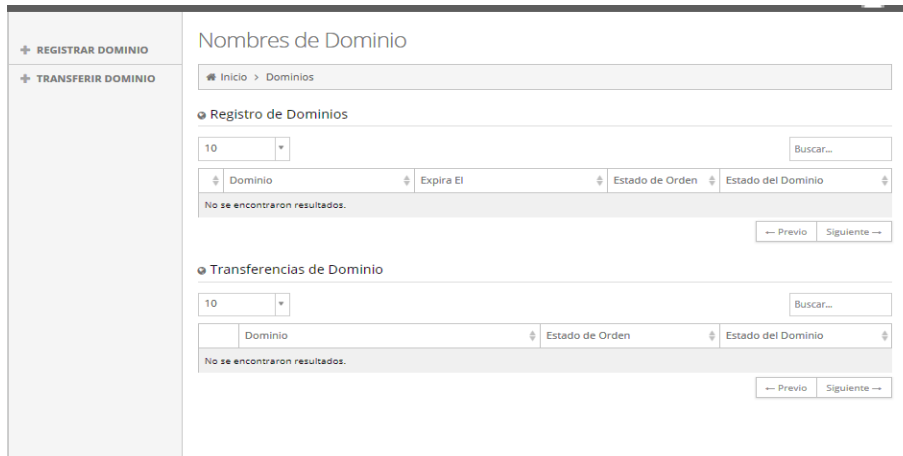 REGISTRAR DOMINIO
TRANSFERIR DOMINIO
Nombres de Dominio
Inicio > Dominios
Registro de Dominios
10
Buscar...
Dominio Expira El Estado de Orden Estado del Dominio
No se encontraron resultados.
← Previo Siguiente →
Transferencias de Dominio
10
Buscar...
Dominio Estado de Orden Estado del Dominio
No se encontraron resultados.
← Previo Siguiente →